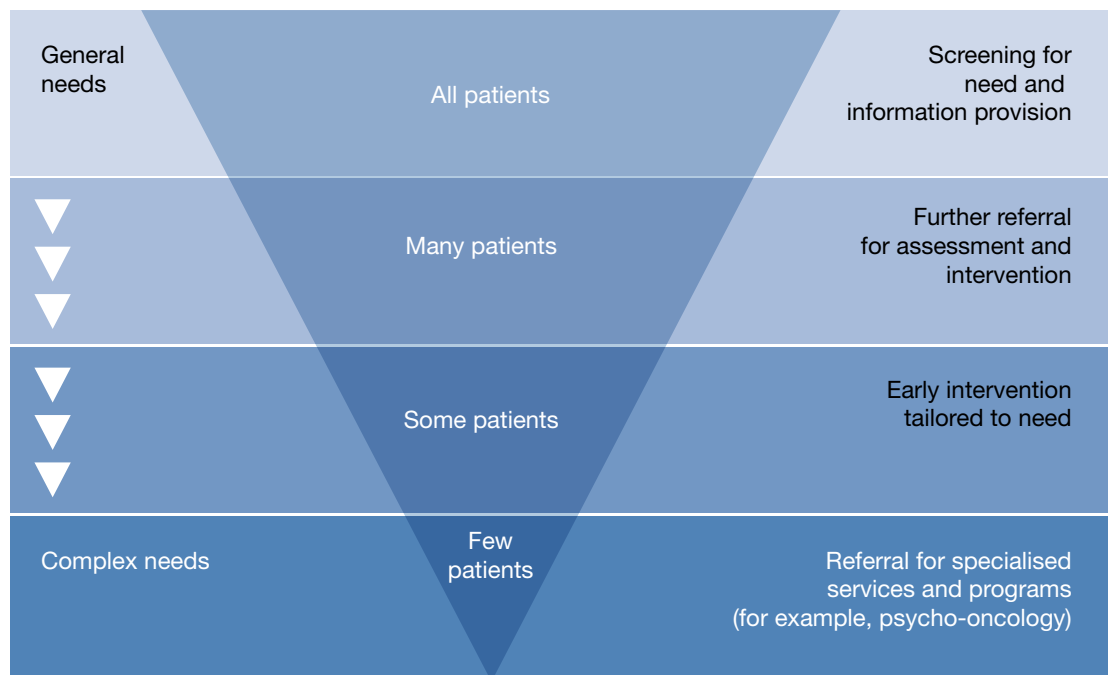 General
needs
All patients
Screening for
need and
information provision
Many patients
Further referral
for assessment and
intervention
Some patients
Early intervention
tailored to need
Complex needs
Few
patients
Referral for specialised
services and programs
(for example, psycho-oncology)